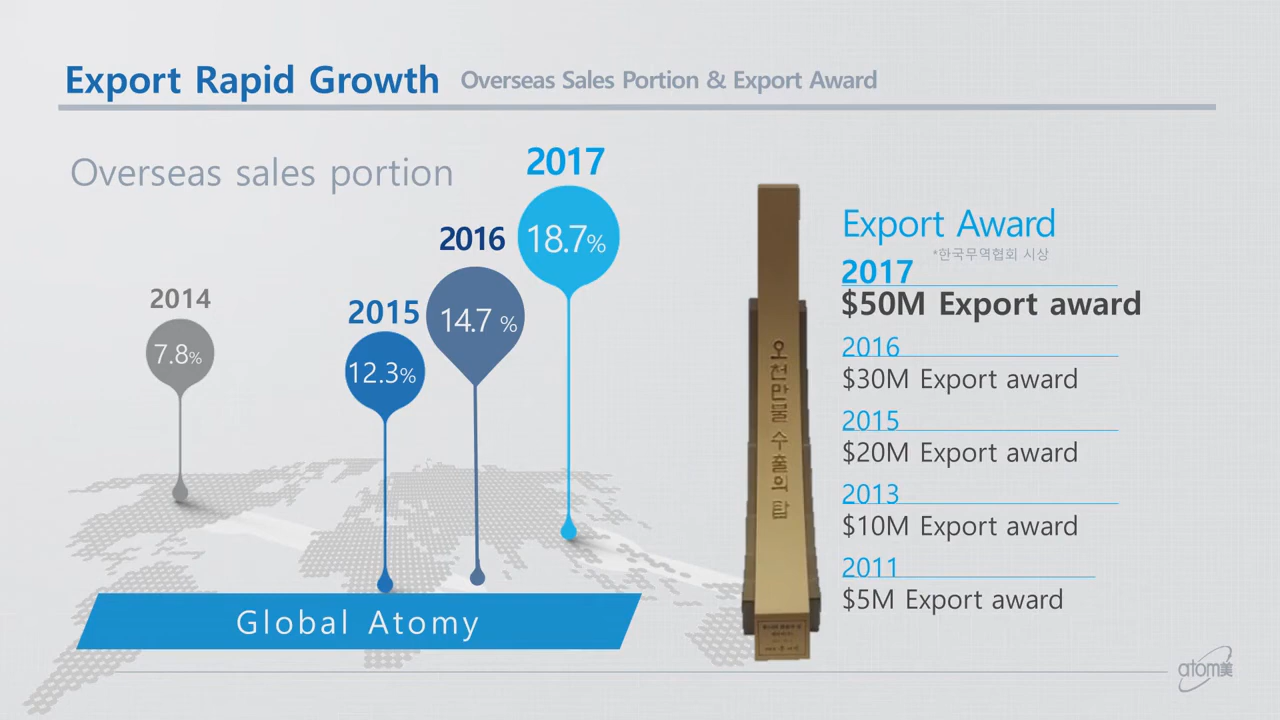 Export Rapid Growth Overseas Sales Portion & Export Award
Overseas sales portion
2014
7.8%
2015
12.3%
2016
14.7 %
2017
18.7%
Global Atomy
오천만불 수출의 탑
Export Award
*한국무역협회 시상
2017
$50M Export award
2016
$30M Export award
2015
$20M Export award
2013
$10M Export award
2011
$5M Export award
atom美